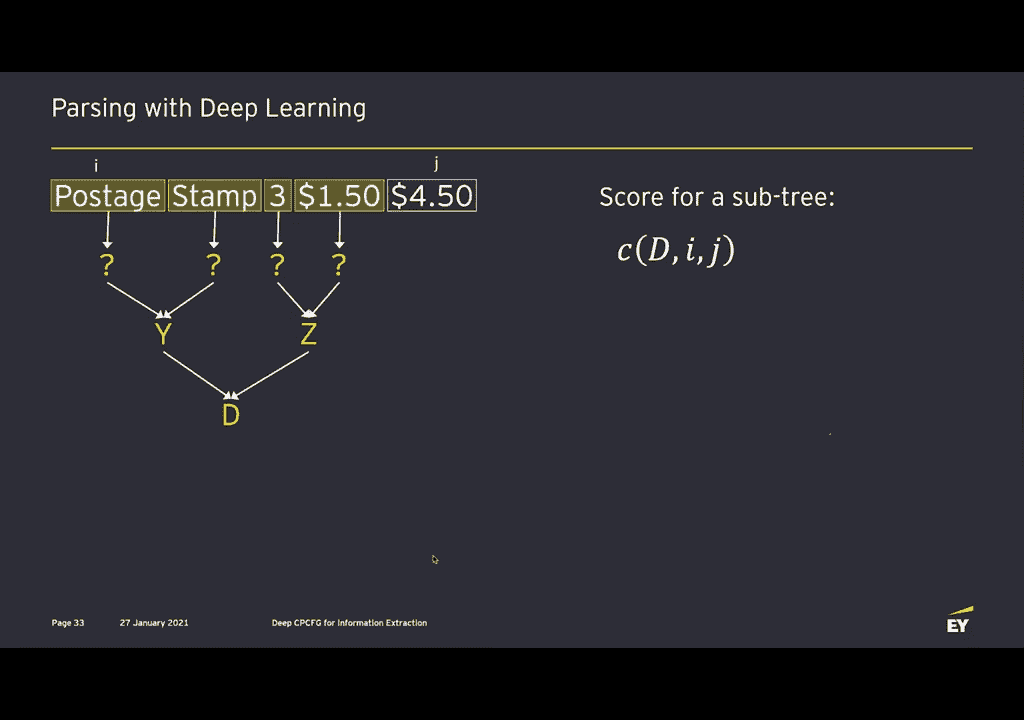 Parsing with Deep Learning
i j
Postage Stamp 3 $1.50 $4.50
Score for a sub-tree:
c(D, i, j)
? ? ? ?
Y Z
D
Page 33 27 January 2021 Deep CPCFG for Information Extraction
EY